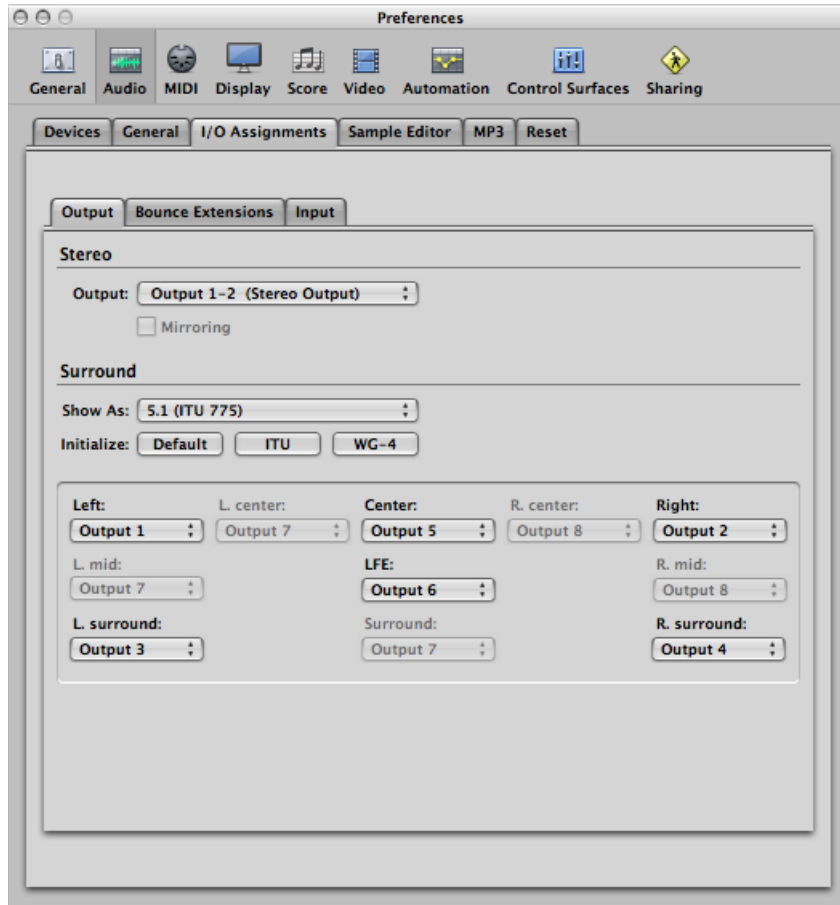 Preferences
General Audio MIDI Display Score Video Automation Control Surfaces Sharing
Devices General I/O Assignments Sample Editor MP3 Reset
Output Bounce Extensions Input
Stereo
Output: Output 1-2 (Stereo Output)
Mirroring
Surround
Show As: 5.1 (ITU 775)
Initialize: Default ITU WG-4
Left: L. center: Center: R. center: Right:
Output 1 Output 7 Output 5 Output 8 Output 2
L. mid: LFE: R. mid:
Output 7 Output 6 Output 8
L. surround: Surround: R. surround:
Output 3 Output 7 Output 4